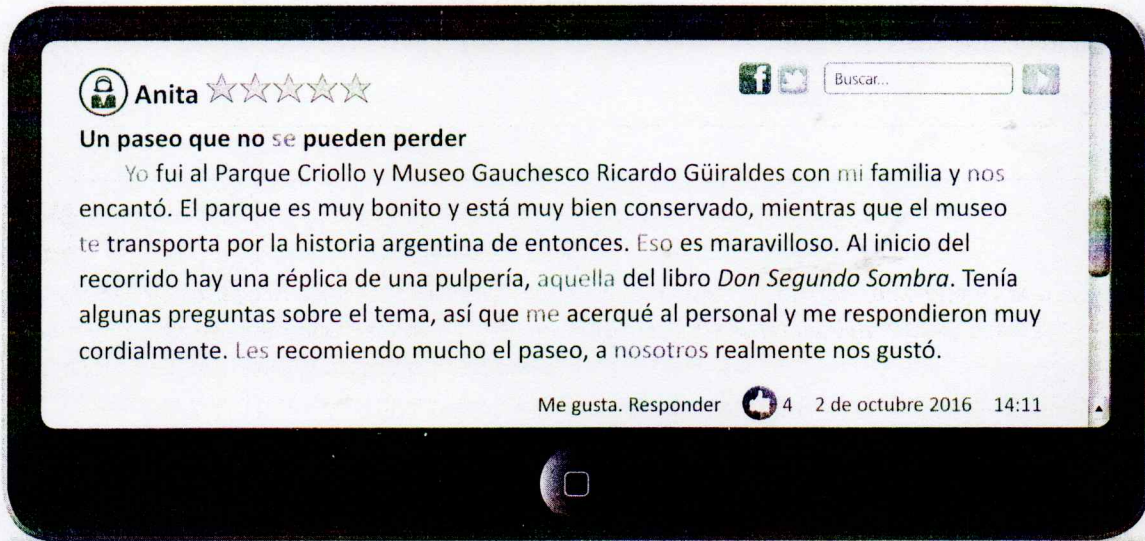 Anita
f
Buscar...
Un paseo que no se pueden perder
Yo fui al Parque Criollo y Museo Gauchesco Ricardo Güiraldes con mi familia y nos
encantó. El parque es muy bonito y está muy bien conservado, mientras que el museo
te transporta por la historia argentina de entonces. Eso es maravilloso. Al inicio del
recorrido hay una réplica de una pulpería, aquella del libro Don Segundo Sombra. Tenía
algunas preguntas sobre el tema, así que me acerqué al personal y me respondieron muy
cordialmente. Les recomiendo mucho el paseo, a nosotros realmente nos gustó.
Me gusta. Responder 4 2 de octubre 2016 14:11